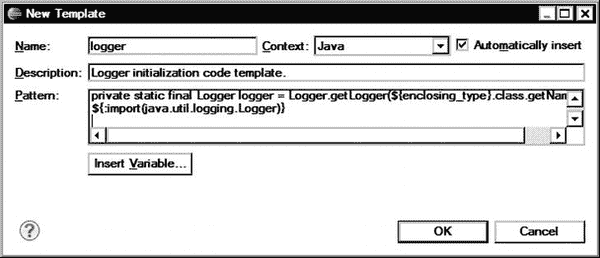 New Template
Name: logger Context: Java Automatically insert
Description: Logger initialization code template.
Pattern: private static final Logger logger = Logger.getLogger(${enclosing_type}.class.getNan
${:import(java.util.logging.Logger)}
Insert Variable...
?
OK Cancel